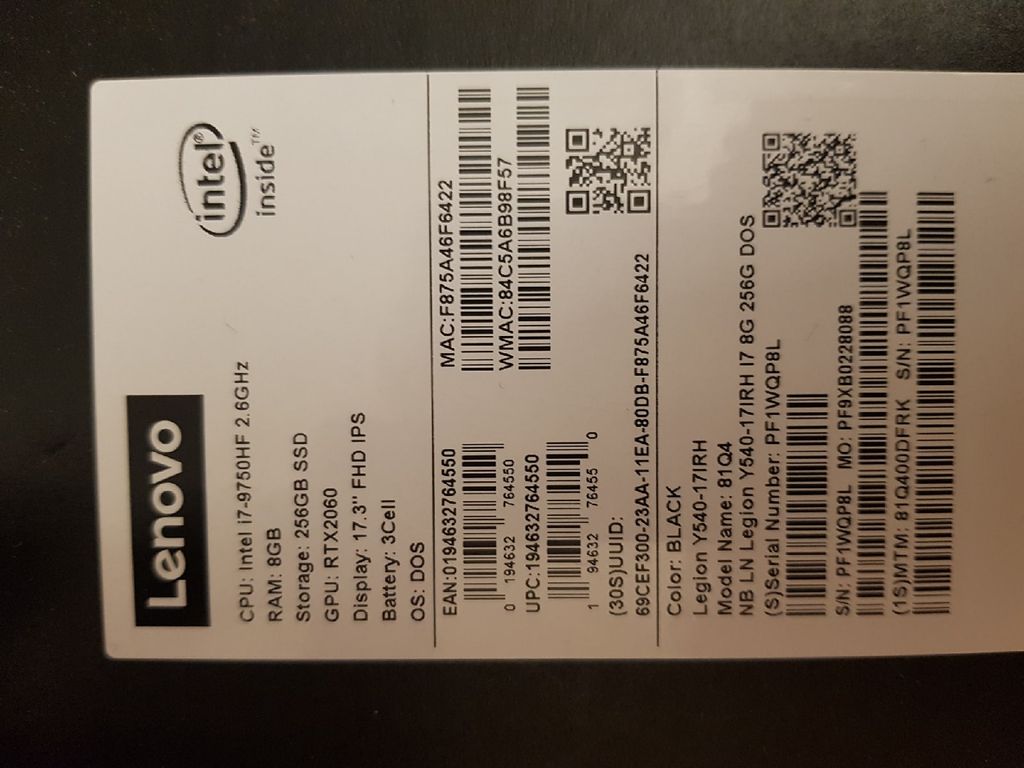 Lenovo
intel®
inside™
CPU: Intel i7-9750HF 2.6GHz
RAM: 8GB
Storage: 256GB SSD
GPU: RTX2060
Display: 17.3" FHD IPS
Battery: 3Cell
OS: DOS
EAN:0194632764550
0 194632 764550
UPC:194632764550
1 94632 76455 0
MAC:F875A46F6422
WMAC:84C5A6B98F57
(30S)UUID:
69CEF300-23AA-11EA-80DB-F875A46F6422
Color: BLACK
Legion Y540-17IRH
Model Name: 81Q4
NB LN Legion Y540-17IRH I7 8G 256G DOS
(S)Serial Number: PF1WQP8L
S/N: PF1WQP8L MO: PF9XB0228088
(1S)MTM: 81Q400DFRK S/N: PF1WQP8L